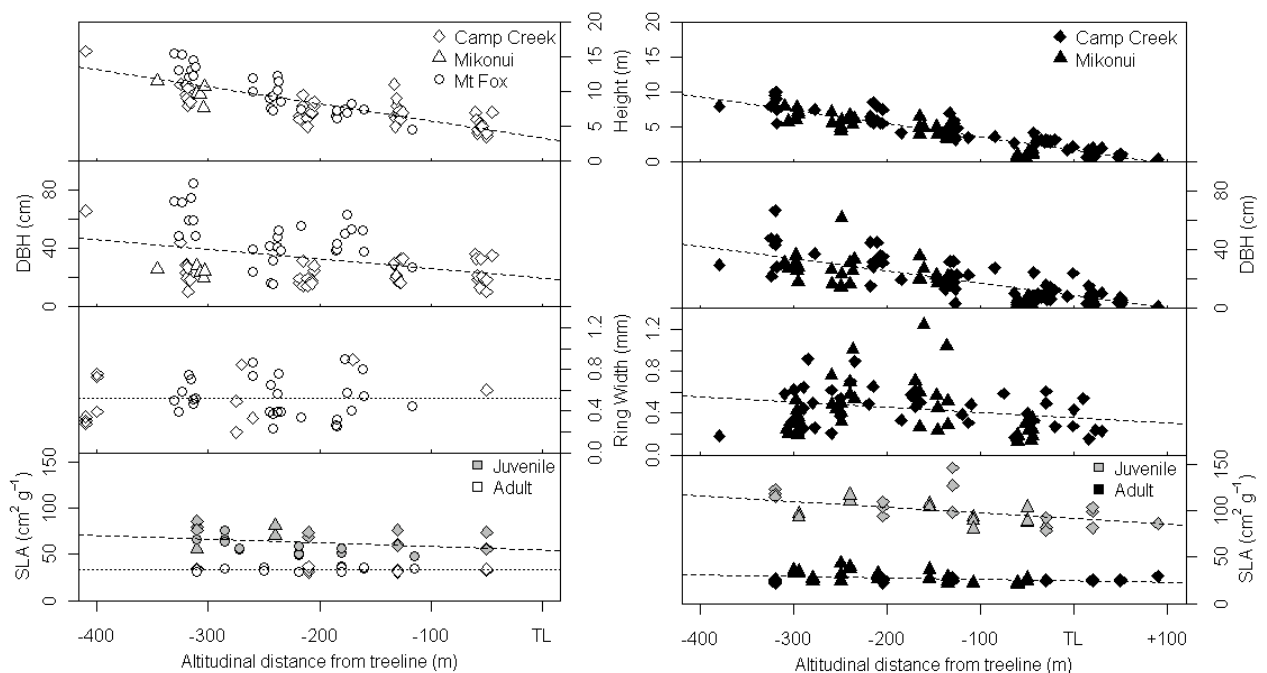 Camp Creek
Mikonui
Mt Fox
0 5 10 15 20
Height (m)
Camp Creek
Mikonui
0 5 10 15 20
DBH (cm)
0 40 80
0 40 80
DBH (cm)
0.0 0.4 0.8 1.2
Ring Width (mm)
0.0 0.4 0.8 1.2
SLA (cm² g⁻¹)
0 50 100 150
Juvenile
Adult
Juvenile
Adult
0 50 100 150
SLA (cm² g⁻¹)
-400 -300 -200 -100 TL
Altitudinal distance from treeline (m)
-400 -300 -200 -100 TL +100
Altitudinal distance from treeline (m)